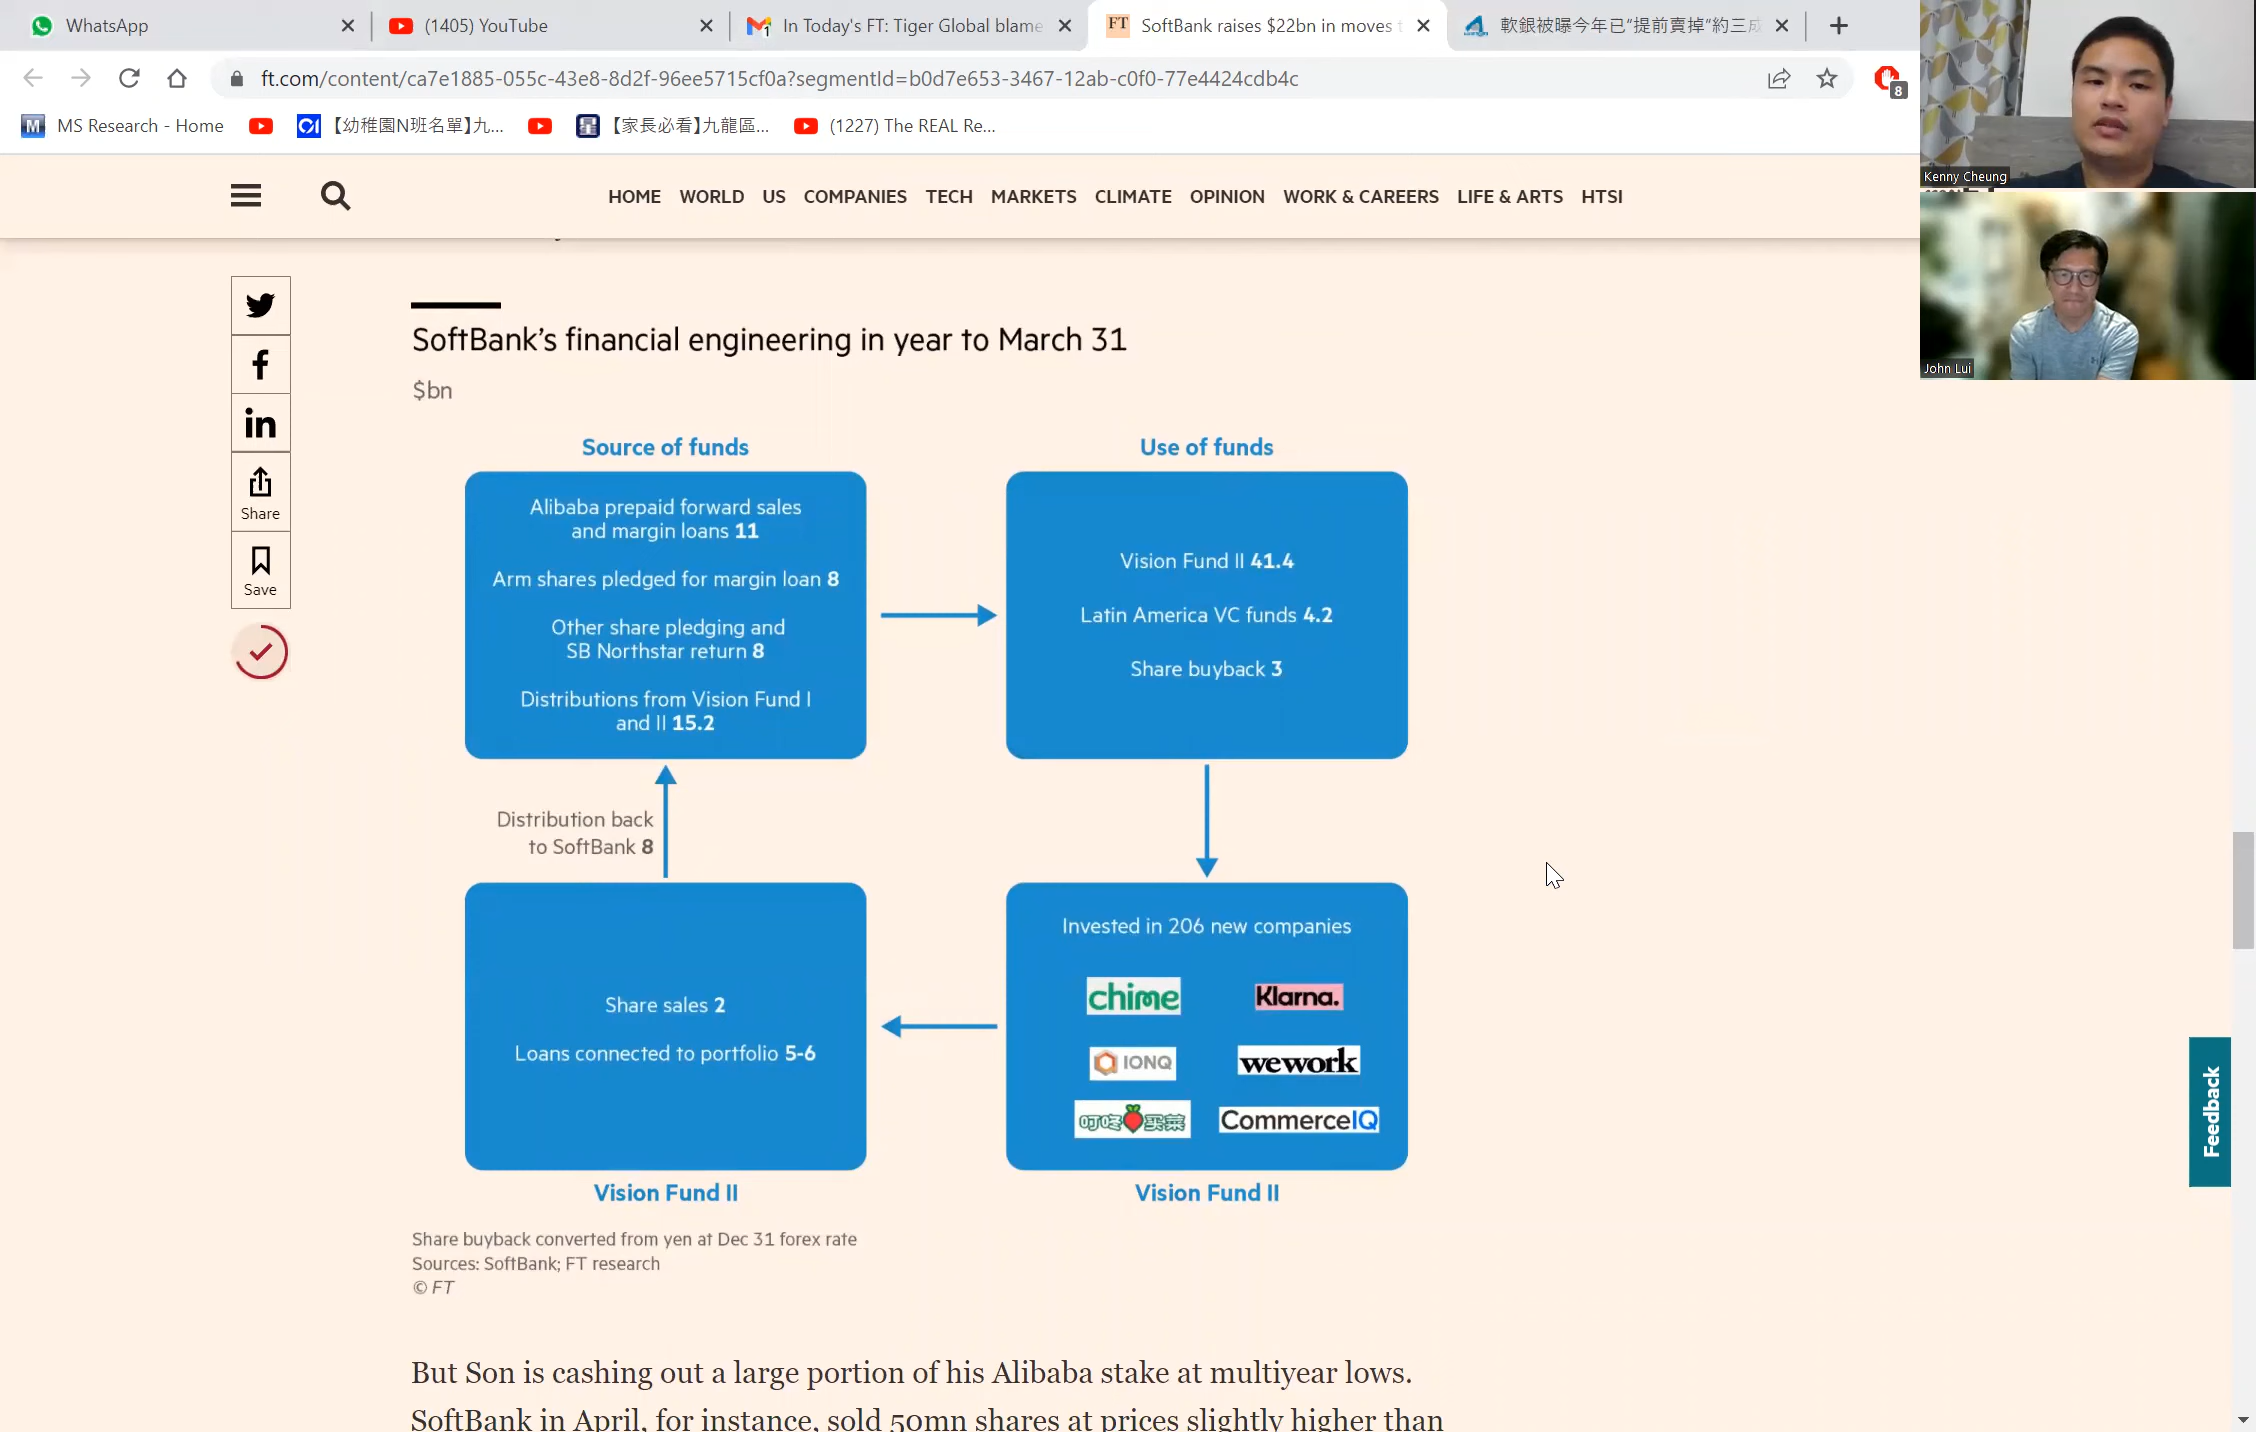 WhatsApp
(1405) YouTube
In Today's FT: Tiger Global blame
FT
SoftBank raises $22bn in moves t
軟銀被曝今年已“提前賣掉”約三成
ft.com/content/ca7e1885-055c-43e8-8d2f-96ee5715cf0a?segmentId=b0d7e653-3467-12ab-c0f0-77e4424cdb4c
8
M
MS Research - Home
【幼稚園N班名單】九...
【家長必看】九龍區...
(1227) The REAL Re...
Kenny Cheung
HOME WORLD US COMPANIES TECH MARKETS CLIMATE OPINION WORK & CAREERS LIFE & ARTS HTSI
John Lui
Share
Save
SoftBank’s financial engineering in year to March 31
$bn
Source of funds
Alibaba prepaid forward sales
and margin loans 11
Arm shares pledged for margin loan 8
Other share pledging and
SB Northstar return 8
Distributions from Vision Fund I
and II 15.2
Use of funds
Vision Fund II 41.4
Latin America VC funds 4.2
Share buyback 3
Distribution back
to SoftBank 8
Share sales 2
Loans connected to portfolio 5-6
Vision Fund II
Invested in 206 new companies
chime
Klarna.
IONQ
wework
叮咚买菜
CommerceIQ
Vision Fund II
Feedback
Share buyback converted from yen at Dec 31 forex rate
Sources: SoftBank; FT research
© FT
But Son is cashing out a large portion of his Alibaba stake at multiyear lows.
SoftBank in April, for instance, sold 50mn shares at prices slightly higher than